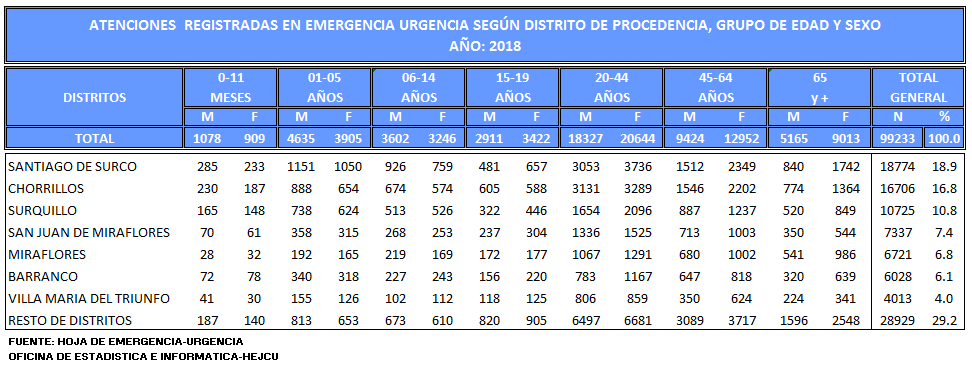 ATENCIONES REGISTRADAS EN EMERGENCIA URGENCIA SEGÚN DISTRITO DE PROCEDENCIA, GRUPO DE EDAD Y SEXO
AÑO: 2018
DISTRITOS 0-11 MESES 01-05 AÑOS 06-14 AÑOS 15-19 AÑOS 20-44 AÑOS 45-64 AÑOS 65 y + TOTAL GENERAL
M F M F M F M F M F M F M F N %
TOTAL 1078 909 4635 3905 3602 3246 2911 3422 18327 20644 9424 12952 5165 9013 99233 100.0
SANTIAGO DE SURCO 285 233 1151 1050 926 759 481 657 3053 3736 1512 2349 840 1742 18774 18.9
CHORRILLOS 230 187 888 654 674 574 605 588 3131 3289 1546 2202 774 1364 16706 16.8
SURQUILLO 165 148 738 624 513 526 322 446 1654 2096 887 1237 520 849 10725 10.8
SAN JUAN DE MIRAFLORES 70 61 358 315 268 253 237 304 1336 1525 713 1003 350 544 7337 7.4
MIRAFLORES 28 32 192 165 219 169 172 177 1067 1291 680 1002 541 986 6721 6.8
BARRANCO 72 78 340 318 227 243 156 220 783 1167 647 818 320 639 6028 6.1
VILLA MARIA DEL TRIUNFO 41 30 155 126 102 112 118 125 806 859 350 624 224 341 4013 4.0
RESTO DE DISTRITOS 187 140 813 653 673 610 820 905 6497 6681 3089 3717 1596 2548 28929 29.2
FUENTE: HOJA DE EMERGENCIA-URGENCIA
OFICINA DE ESTADISTICA E INFORMATICA-HEJCU